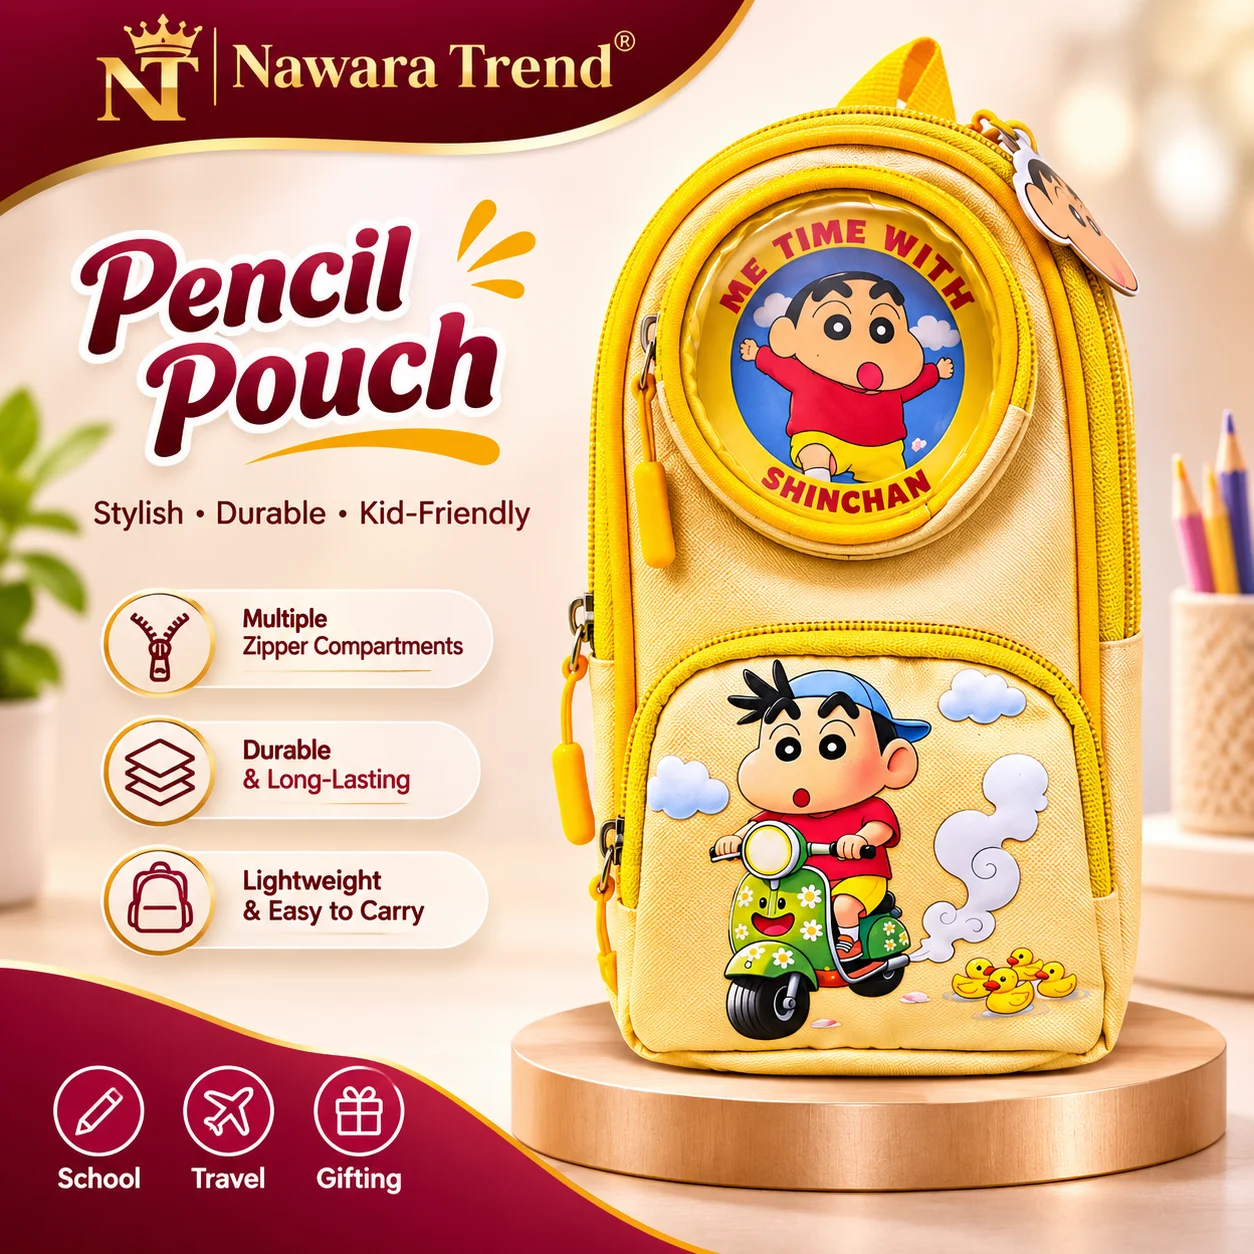 NT
Nawara Trend®
Pencil
Pouch
Stylish • Durable • Kid-Friendly
Multiple
Zipper Compartments
Durable
& Long-Lasting
Lightweight
& Easy to Carry
School
Travel
Gifting
ME TIME WITH
SHINCHAN